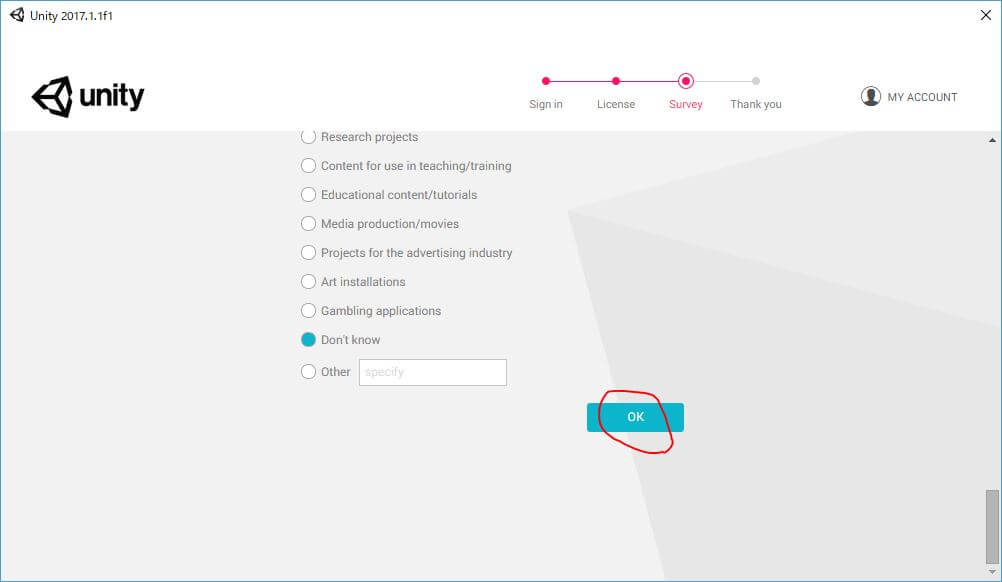 Unity 2017.1.1f1
unity
Sign in License Survey Thank you
MY ACCOUNT
Research projects
Content for use in teaching/training
Educational content/tutorials
Media production/movies
Projects for the advertising industry
Art installations
Gambling applications
Don't know
Other specify
OK